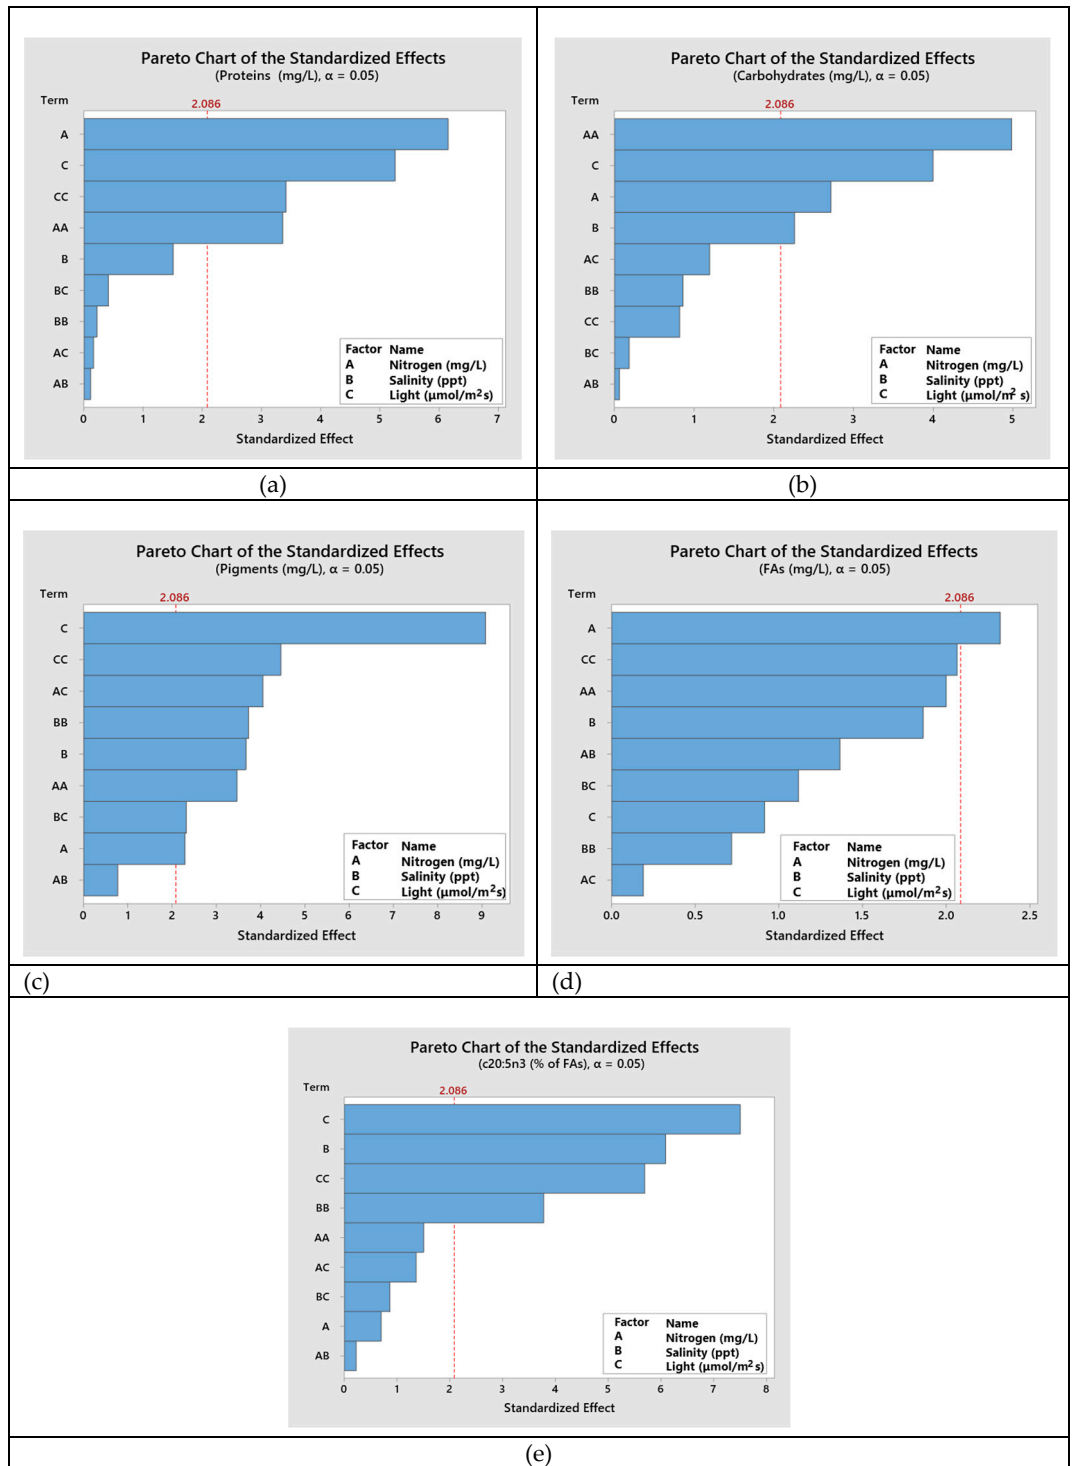 Pareto Chart of the Standardized Effects
(Proteins (mg/L), α = 0.05)
Term
2.086
A
C
CC
AA
B
BC
BB
AC
AB
Factor Name
A Nitrogen (mg/L)
B Salinity (ppt)
C Light (μmol/m²s)
0 1 2 3 4 5 6 7
Standardized Effect
(a)
Pareto Chart of the Standardized Effects
(Carbohydrates (mg/L), α = 0.05)
Term
2.086
AA
C
A
B
AC
BB
CC
BC
AB
Factor Name
A Nitrogen (mg/L)
B Salinity (ppt)
C Light (μmol/m² s)
0 1 2 3 4 5
Standardized Effect
(b)
Pareto Chart of the Standardized Effects
(Pigments (mg/L), α = 0.05)
Term
2.086
C
CC
AC
BB
B
AA
BC
A
AB
Factor Name
A Nitrogen (mg/L)
B Salinity (ppt)
C Light (μmol/m²s)
0 1 2 3 4 5 6 7 8 9
Standardized Effect
(c)
Pareto Chart of the Standardized Effects
(FAs (mg/L), α = 0.05)
Term
2.086
A
CC
AA
B
AB
BC
C
BB
AC
Factor Name
A Nitrogen (mg/L)
B Salinity (ppt)
C Light (μmol/m²s)
0.0 0.5 1.0 1.5 2.0 2.5
Standardized Effect
(d)
Pareto Chart of the Standardized Effects
(c20:5n3 (% of FAs), α = 0.05)
Term
2.086
C
B
CC
BB
AA
AC
BC
A
AB
Factor Name
A Nitrogen (mg/L)
B Salinity (ppt)
C Light (μmol/m²s)
0 1 2 3 4 5 6 7 8
Standardized Effect
(e)